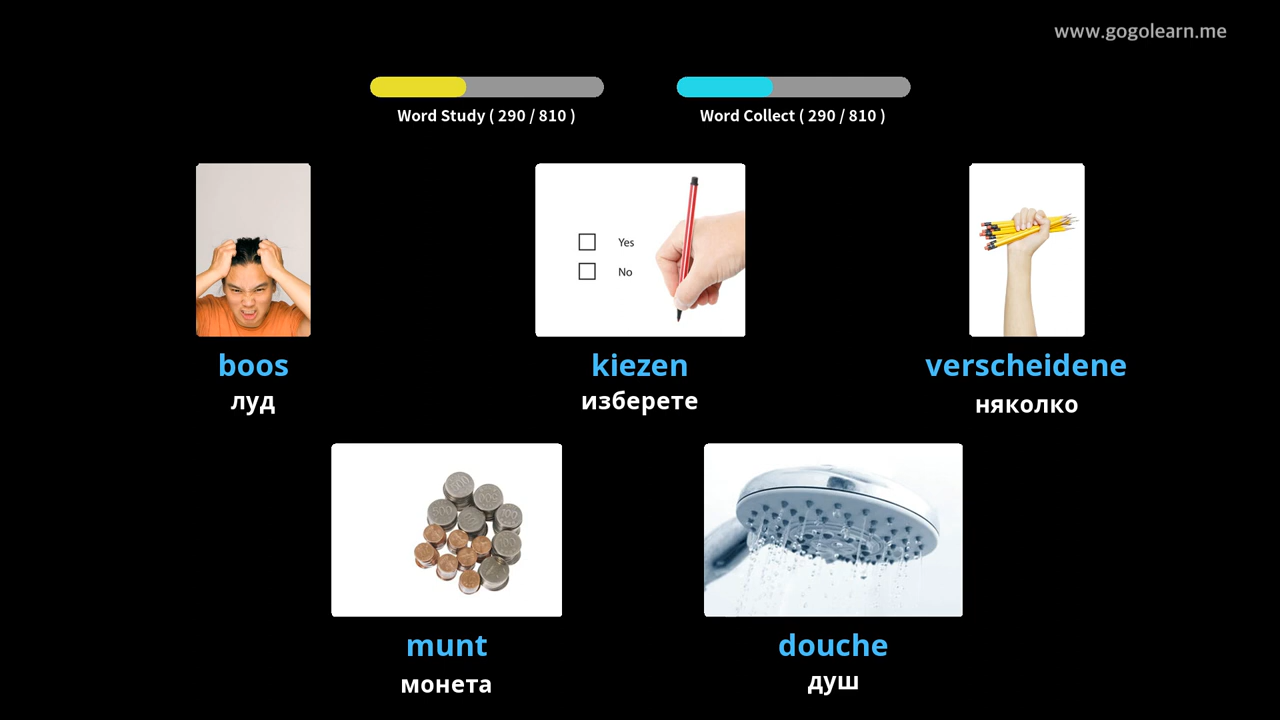 www.gogolearn.me
Word Study ( 290 / 810 )
Word Collect ( 290 / 810 )
Yes
No
boos
kiezen
verscheidene
луд
изберете
няколко
munt
douche
монета
душ